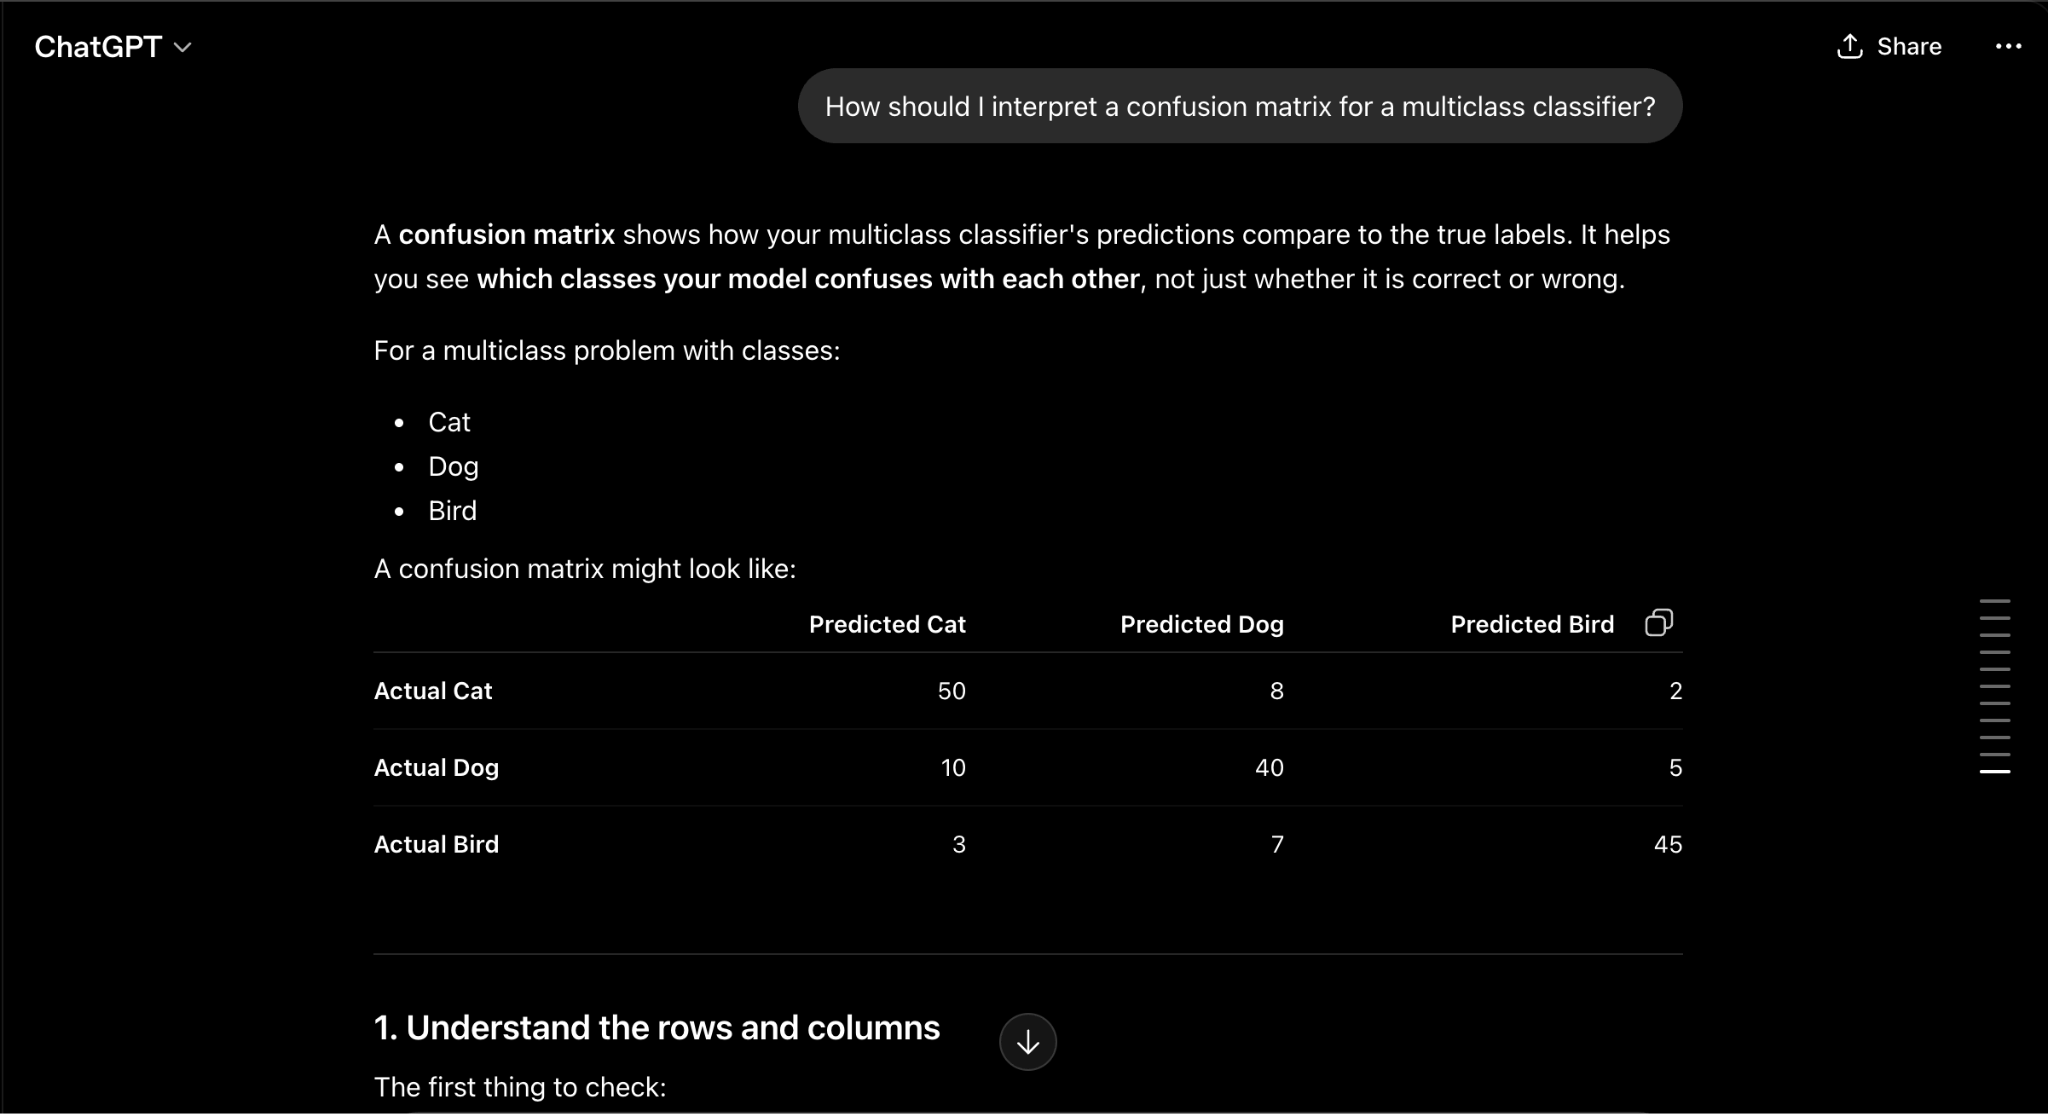 ChatGPT
Share
How should I interpret a confusion matrix for a multiclass classifier?
A confusion matrix shows how your multiclass classifier's predictions compare to the true labels. It helps
you see which classes your model confuses with each other, not just whether it is correct or wrong.
For a multiclass problem with classes:
• Cat
• Dog
• Bird
A confusion matrix might look like:
Predicted Cat Predicted Dog Predicted Bird
Actual Cat 50 8 2
Actual Dog 10 40 5
Actual Bird 3 7 45
1. Understand the rows and columns
The first thing to check: